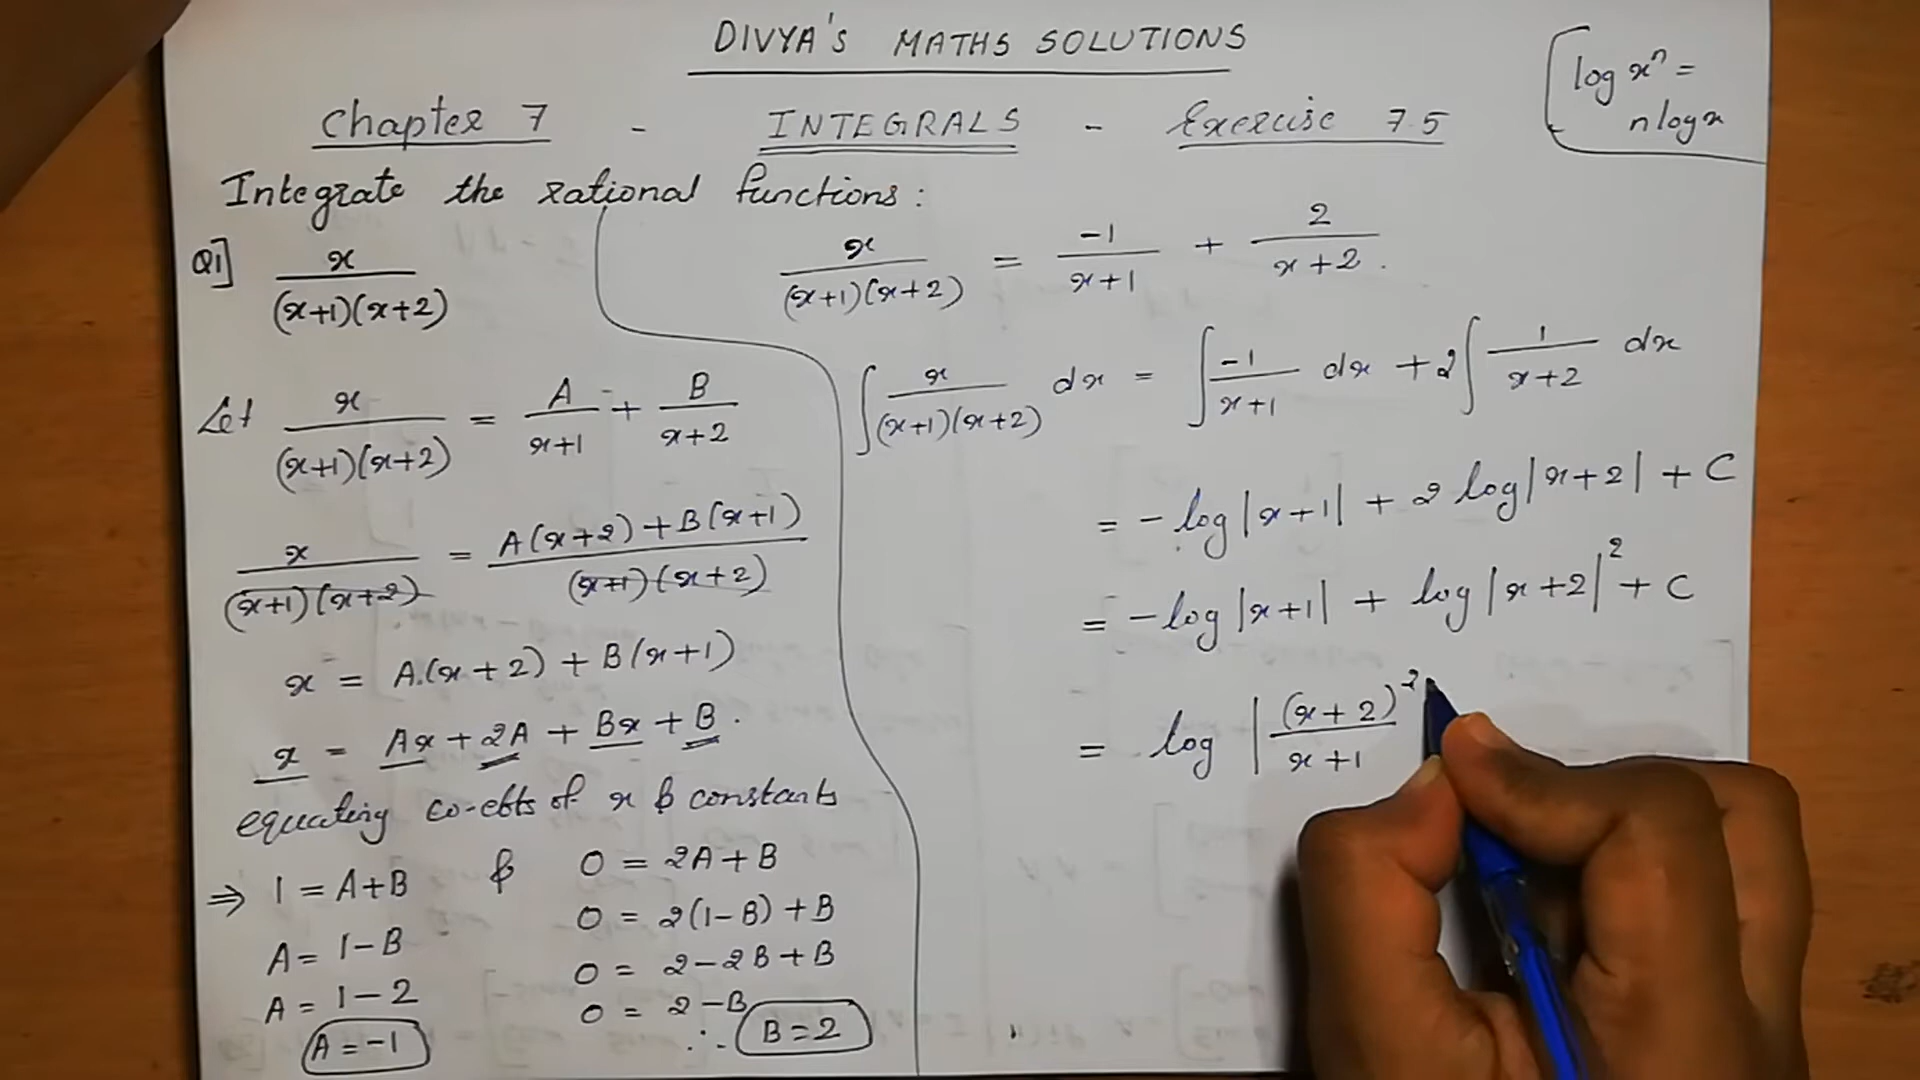 DIVYA'S MATHS SOLUTIONS
log xⁿ =
n log x
Chapter 7 - INTEGRALS - Exercise 7.5
Integrate the rational functions:
Q1] x/((x+1)(x+2))
Let x/((x+1)(x+2)) = A/(x+1) + B/(x+2)
x/((x+1)(x+2)) = (A(x+2)+B(x+1))/((x+1)(x+2))
x = A.(x+2) + B(x+1)
x = Ax + 2A + Bx + B.
equating co-effs of x & constants
⇒ 1 = A+B & 0 = 2A+B
A = 1-B
A = 1-2
A = -1
0 = 2(1-B)+B
0 = 2-2B+B
0 = 2-B
∴ B = 2
x/((x+1)(x+2)) = -1/(x+1) + 2/(x+2).
∫ x/((x+1)(x+2)) dx = ∫ -1/(x+1) dx + 2∫ 1/(x+2) dx
= -log|x+1| + 2 log|x+2| + C
= -log|x+1| + log|x+2|² + C
= log |(x+2)²/(x+1)